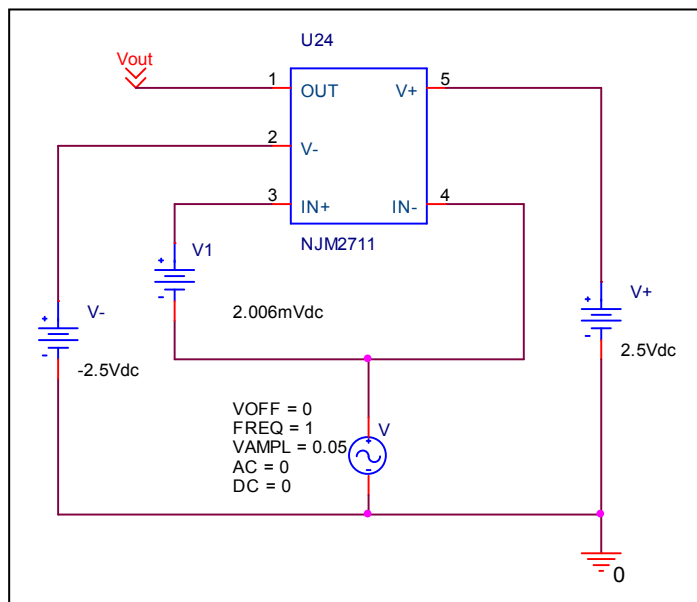 U24
Vout
1
5
OUT
V+
2
V-
3
4
IN+
IN-
NJM2711
V1
V-
V+
2.006mVdc
-2.5Vdc
2.5Vdc
VOFF = 0
FREQ = 1
V
VAMPL = 0.05
AC = 0
DC = 0
0